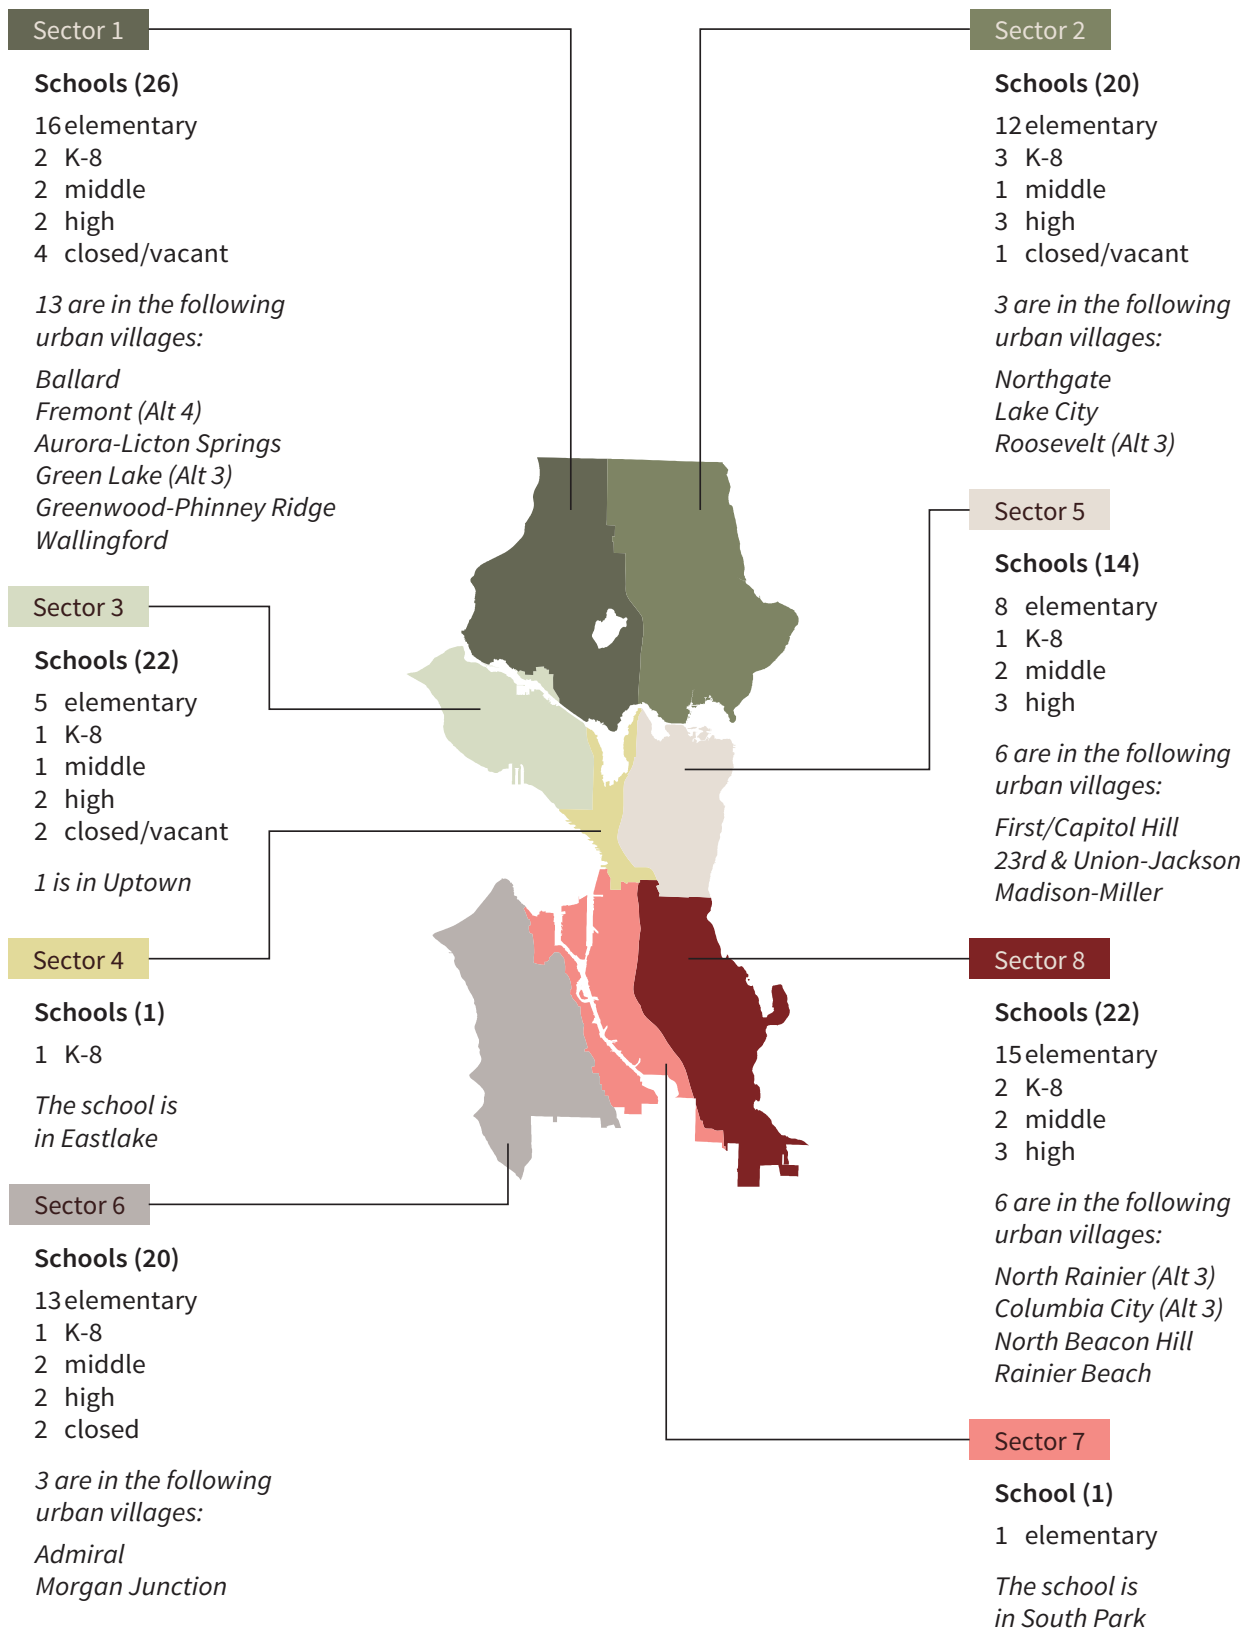 Sector 1
Schools (26)
16 elementary
2 K-8
2 middle
2 high
4 closed/vacant
13 are in the following
urban villages:
Ballard
Fremont (Alt 4)
Aurora-Licton Springs
Green Lake (Alt 3)
Greenwood-Phinney Ridge
Wallingford
Sector 3
Schools (22)
5 elementary
1 K-8
1 middle
2 high
2 closed/vacant
1 is in Uptown
Sector 4
Schools (1)
1 K-8
The school is
in Eastlake
Sector 6
Schools (20)
13 elementary
1 K-8
2 middle
2 high
2 closed
3 are in the following
urban villages:
Admiral
Morgan Junction
Sector 2
Schools (20)
12 elementary
3 K-8
1 middle
3 high
1 closed/vacant
3 are in the following
urban villages:
Northgate
Lake City
Roosevelt (Alt 3)
Sector 5
Schools (14)
8 elementary
1 K-8
2 middle
3 high
6 are in the following
urban villages:
First/Capitol Hill
23rd & Union-Jackson
Madison-Miller
Sector 8
Schools (22)
15 elementary
2 K-8
2 middle
3 high
6 are in the following
urban villages:
North Rainier (Alt 3)
Columbia City (Alt 3)
North Beacon Hill
Rainier Beach
Sector 7
School (1)
1 elementary
The school is
in South Park